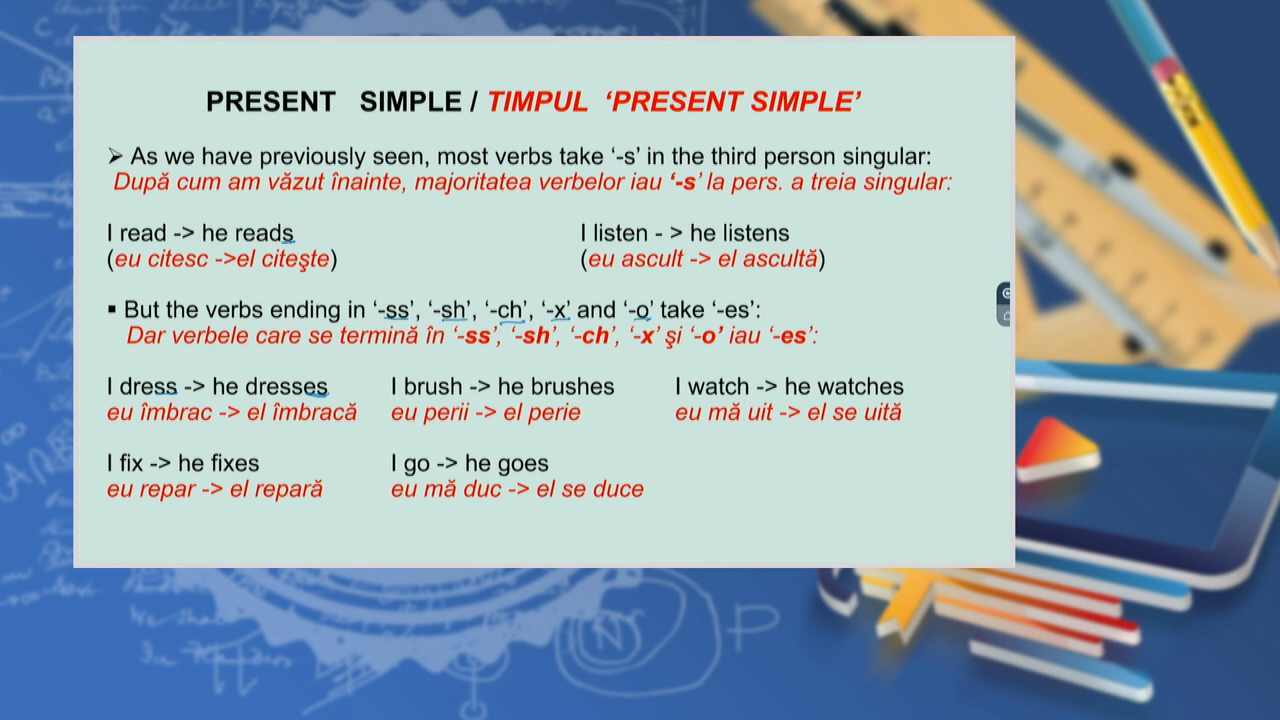 PRESENT SIMPLE / TIMPUL ‘PRESENT SIMPLE’
➢ As we have previously seen, most verbs take ‘-s’ in the third person singular:
După cum am văzut înainte, majoritatea verbelor iau ‘-s’ la pers. a treia singular:
I read -> he reads I listen - > he listens
(eu citesc ->el citeşte) (eu ascult -> el ascultă)
▪ But the verbs ending in ‘-ss’, ‘-sh’, ‘-ch’, ‘-x’ and ‘-o’ take ‘-es’:
Dar verbele care se termină în ‘-ss’, ‘-sh’, ‘-ch’, ‘-x’ şi ‘-o’ iau ‘-es’:
I dress -> he dresses I brush -> he brushes I watch -> he watches
eu îmbrac -> el îmbracă eu perii -> el perie eu mă uit -> el se uită
I fix -> he fixes I go -> he goes
eu repar -> el repară eu mă duc -> el se duce
N
P